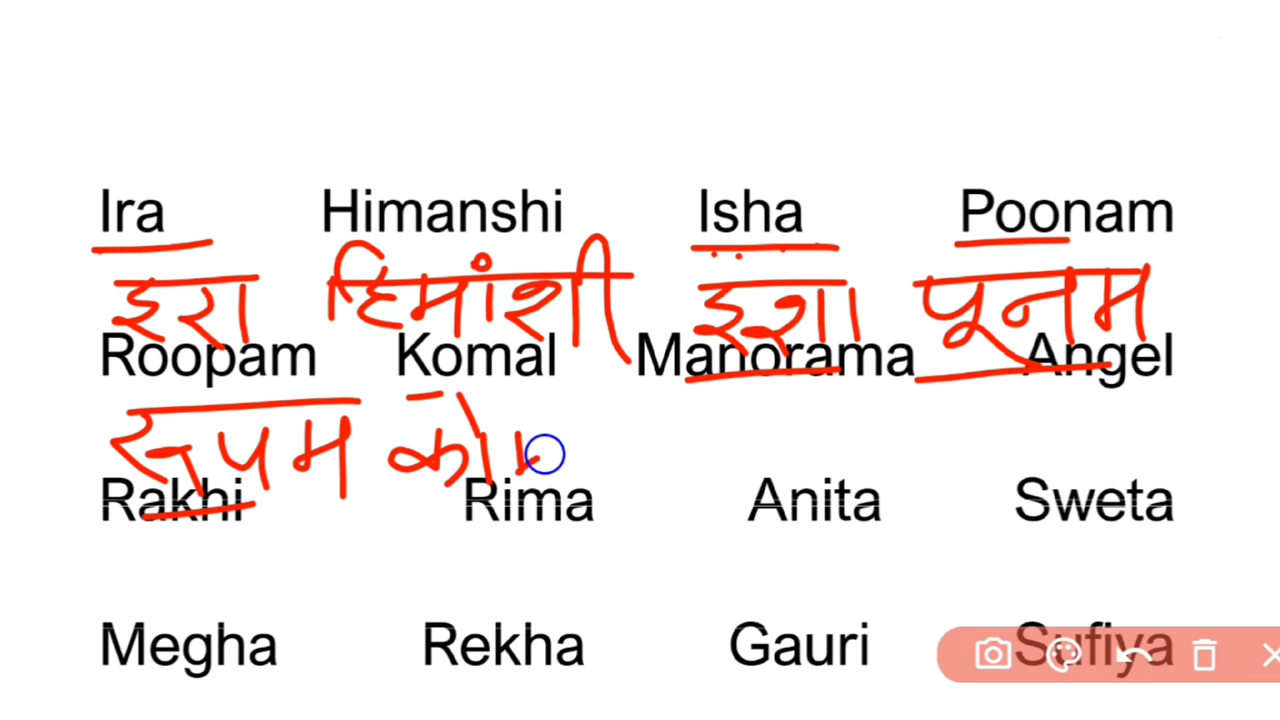 Ira Himanshi Isha Poonam
इरा हिमांशी इशा पूनम
Roopam Komal Manorama Angel
रूपम को
Rakhi Rima Anita Sweta
Megha Rekha Gauri Sufiya